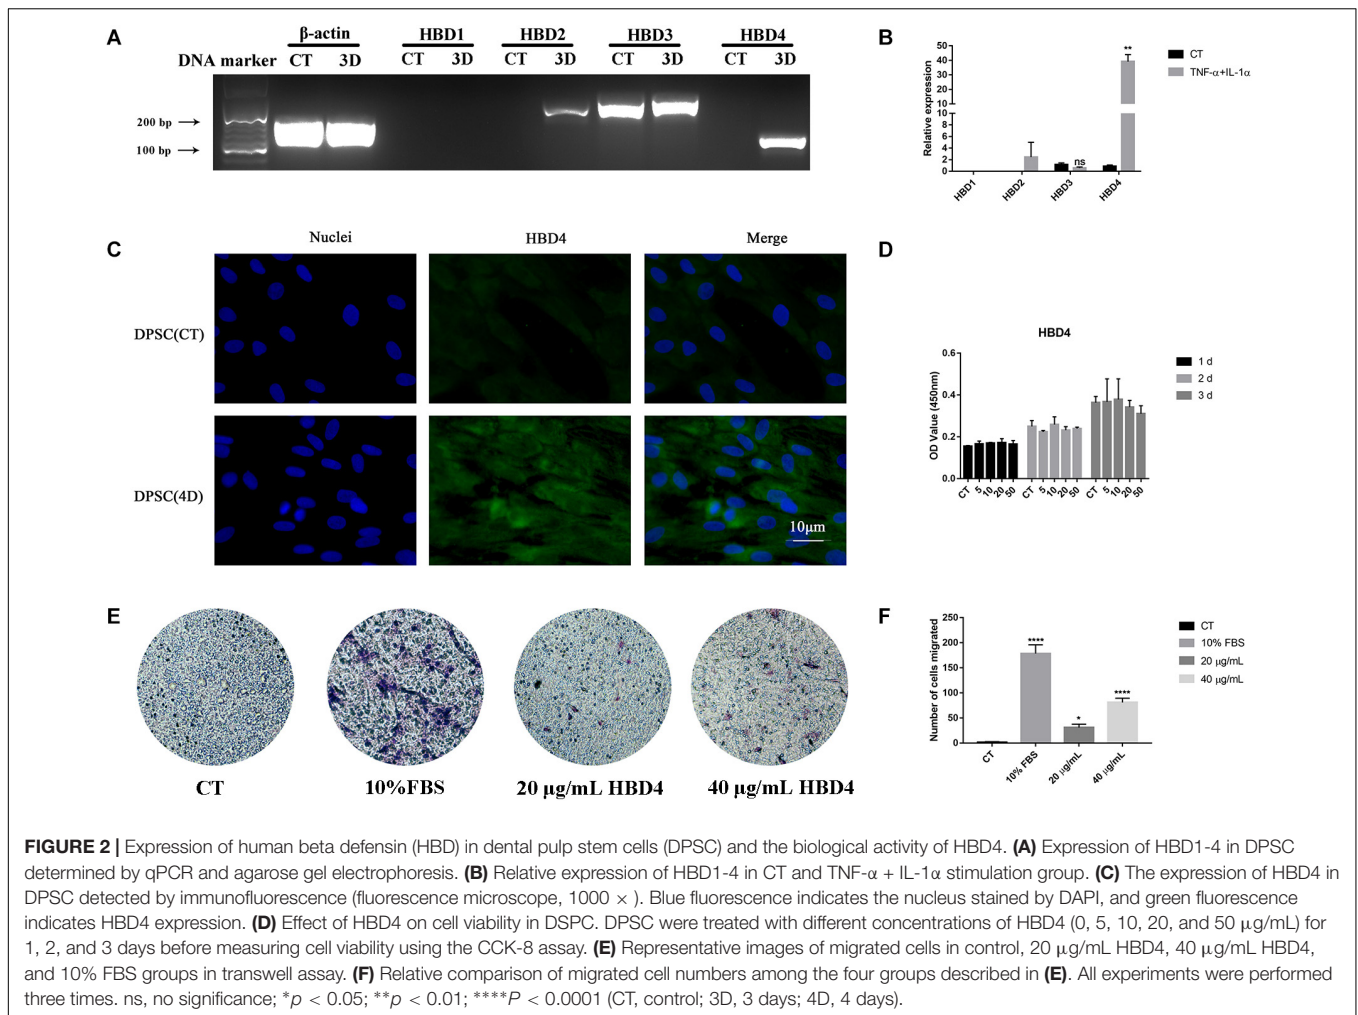 A
β-actin HBD1 HBD2 HBD3 HBD4
DNA marker CT 3D CT 3D CT 3D CT 3D CT 3D
200 bp
100 bp
B
Relative expression
50
40
30
20
10
10
8
6
4
2
0
**
ns
HBD1 HBD2 HBD3 HBD4
CT
TNF-α+IL-1α
C
Nuclei HBD4 Merge
DPSC(CT)
DPSC(4D)
10μm
D
HBD4
OD Value (450nm)
0.6
0.4
0.2
0.0
CT 5 10 20 50 CT 5 10 20 50 CT 5 10 20 50
1 d
2 d
3 d
E
CT 10%FBS 20 μg/mL HBD4 40 μg/mL HBD4
F
Number of cells migrated
250
200
150
100
50
0
****
*
****
CT 10% FBS 20 μg/mL 40 μg/mL
CT
10% FBS
20 μg/mL
40 μg/mL
FIGURE 2 | Expression of human beta defensin (HBD) in dental pulp stem cells (DPSC) and the biological activity of HBD4. (A) Expression of HBD1-4 in DPSC
determined by qPCR and agarose gel electrophoresis. (B) Relative expression of HBD1-4 in CT and TNF-α + IL-1α stimulation group. (C) The expression of HBD4 in
DPSC detected by immunofluorescence (fluorescence microscope, 1000 × ). Blue fluorescence indicates the nucleus stained by DAPI, and green fluorescence
indicates HBD4 expression. (D) Effect of HBD4 on cell viability in DSPC. DPSC were treated with different concentrations of HBD4 (0, 5, 10, 20, and 50 μg/mL) for
1, 2, and 3 days before measuring cell viability using the CCK-8 assay. (E) Representative images of migrated cells in control, 20 μg/mL HBD4, 40 μg/mL HBD4,
and 10% FBS groups in transwell assay. (F) Relative comparison of migrated cell numbers among the four groups described in (E). All experiments were performed
three times. ns, no significance; *p < 0.05; **p < 0.01; ****P < 0.0001 (CT, control; 3D, 3 days; 4D, 4 days).